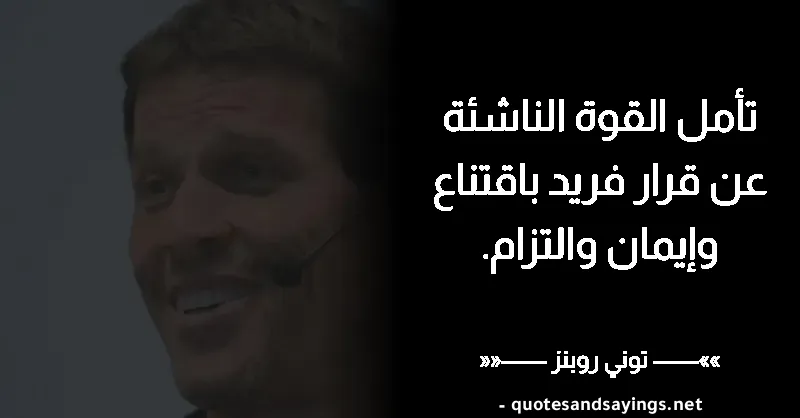 تأمل القوة الناشئة
عن قرار فريد باقتناع
وإيمان والتزام.
»»—— توني روبنز ——««
- quotesandsayings.net